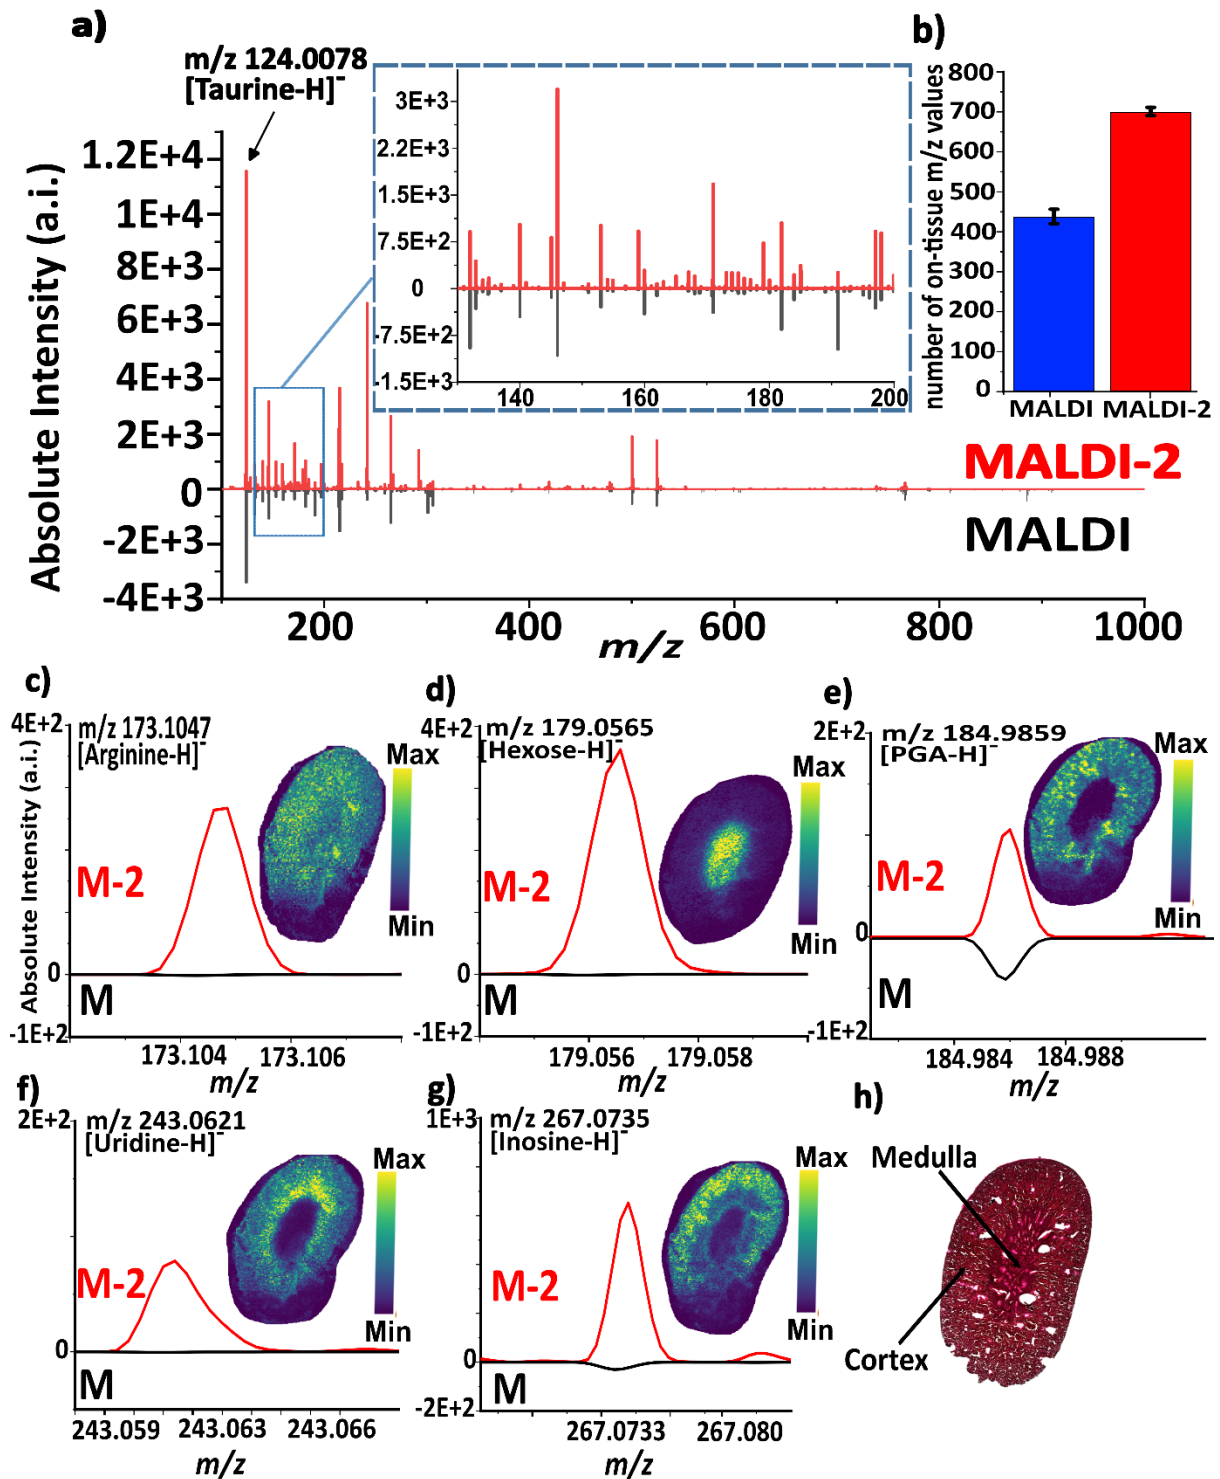 a)
m/z 124.0078
[Taurine-H]⁻
Absolute Intensity (a.i.)
1.2E+4
1E+4
8E+3
6E+3
4E+3
2E+3
0
-2E+3
-4E+3
200
400
600
800
1000
m/z
3E+3
2.2E+3
1.5E+3
7.5E+2
0
-7.5E+2
-1.5E+3
140
160
180
200
MALDI-2
MALDI
b)
number of on-tissue m/z values
800
700
600
500
400
300
200
100
0
MALDI
MALDI-2
c)
m/z 173.1047
[Arginine-H]⁻
Absolute Intensity (a.i.)
4E+2
0
-1E+2
M-2
M
Max
Min
173.104
173.106
m/z
d)
m/z 179.0565
[Hexose-H]⁻
4E+2
0
-1E+2
M-2
M
Max
Min
179.056
179.058
m/z
e)
m/z 184.9859
[PGA-H]⁻
2E+2
0
-1E+2
M-2
M
Max
Min
184.984
184.988
m/z
f)
m/z 243.0621
[Uridine-H]⁻
2E+2
0
M-2
M
Max
Min
243.059
243.063
243.066
m/z
g)
m/z 267.0735
[Inosine-H]⁻
1E+3
0
-2E+2
M-2
M
Max
Min
267.0733
267.080
m/z
h)
Medulla
Cortex